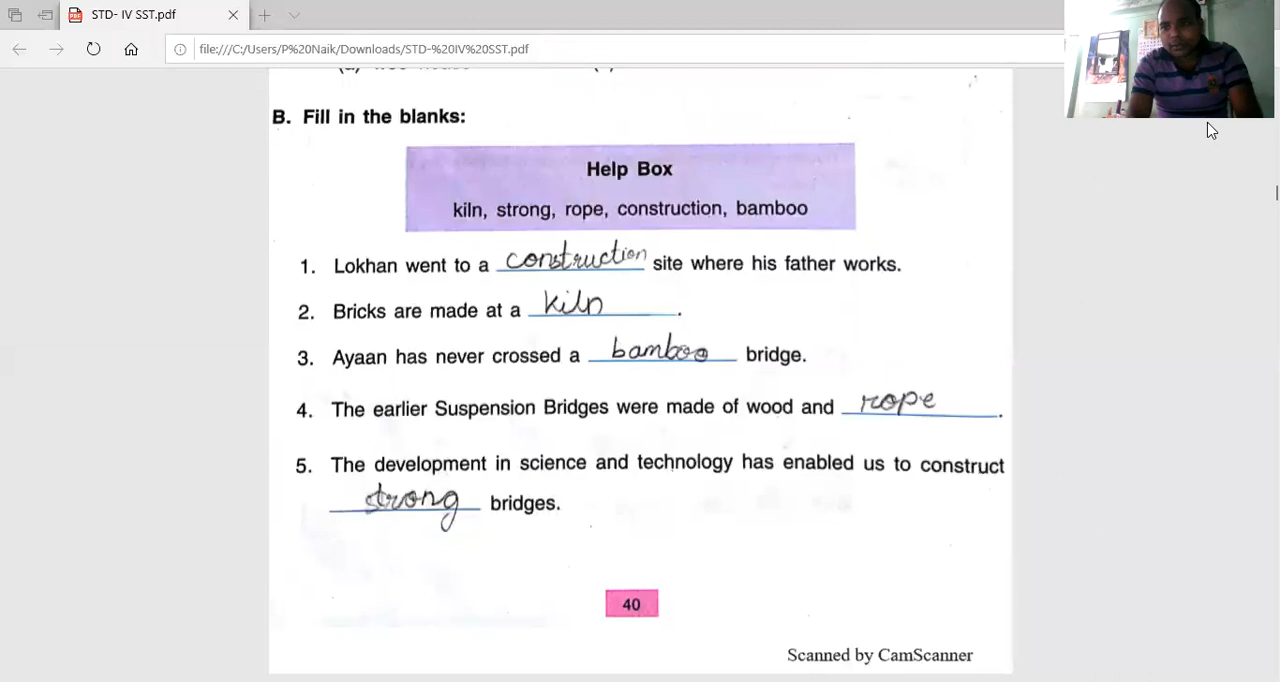 STD- IV SST.pdf
file:///C:/Users/P%20Naik/Downloads/STD-%20IV%20SST.pdf
B. Fill in the blanks:
Help Box
kiln, strong, rope, construction, bamboo
1. Lokhan went to a construction site where his father works.
2. Bricks are made at a kiln.
3. Ayaan has never crossed a bamboo bridge.
4. The earlier Suspension Bridges were made of wood and rope.
5. The development in science and technology has enabled us to construct
strong bridges.
40
Scanned by CamScanner